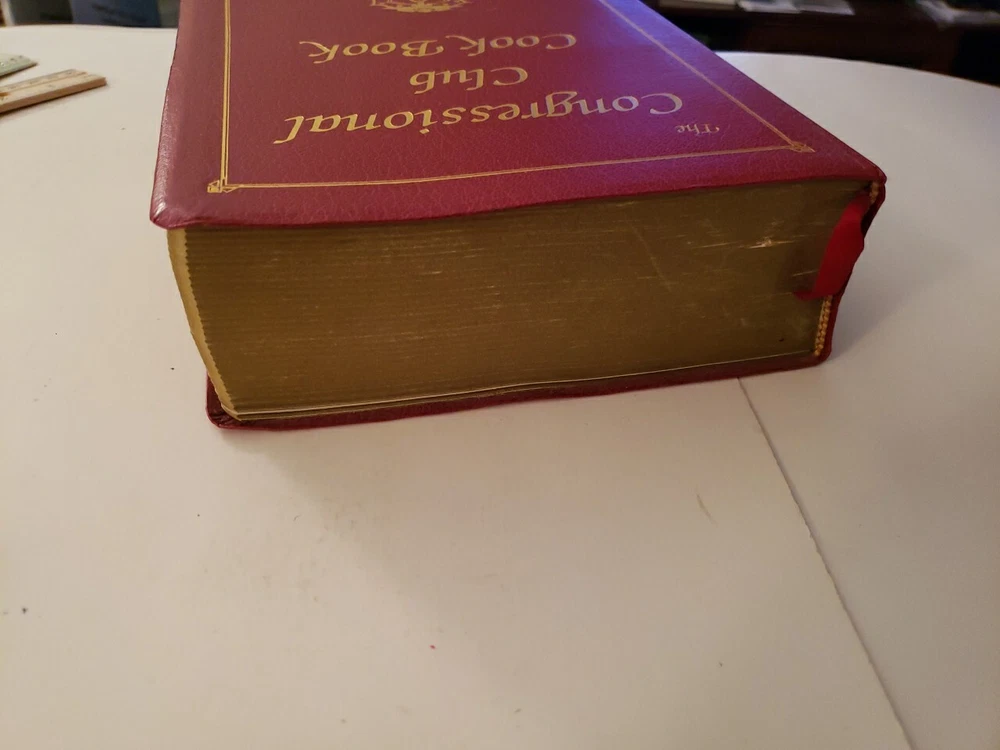 The
Congressional
Club
Cook Book